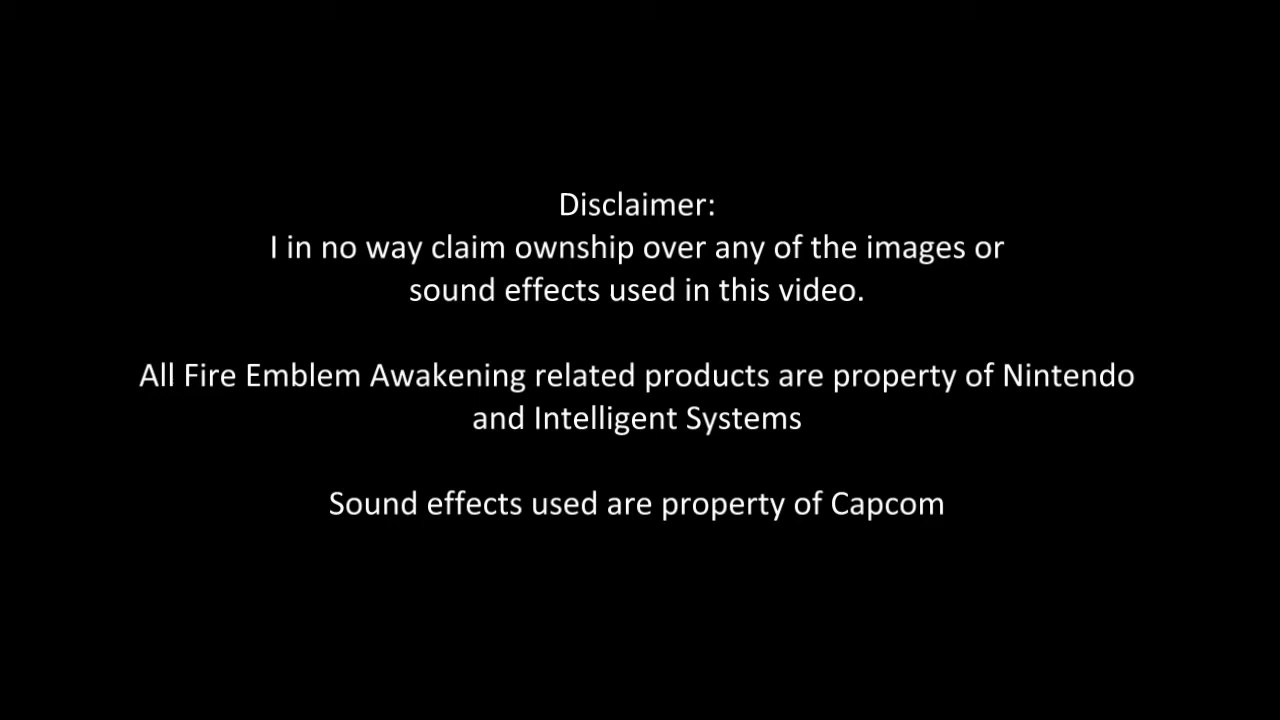 Disclaimer:
I in no way claim ownship over any of the images or
sound effects used in this video.
All Fire Emblem Awakening related products are property of Nintendo
and Intelligent Systems
Sound effects used are property of Capcom